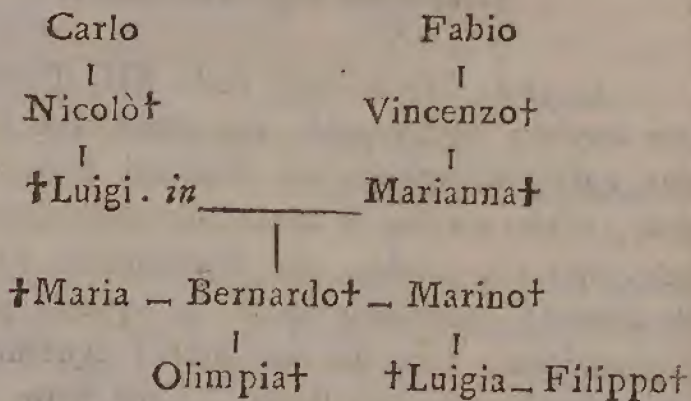 Carlo Fabio
Nicolò† Vincenzo†
†Luigi. in Marianna†
†Maria – Bernardo† – Marino†
Olimpia† †Luigia – Filippo†